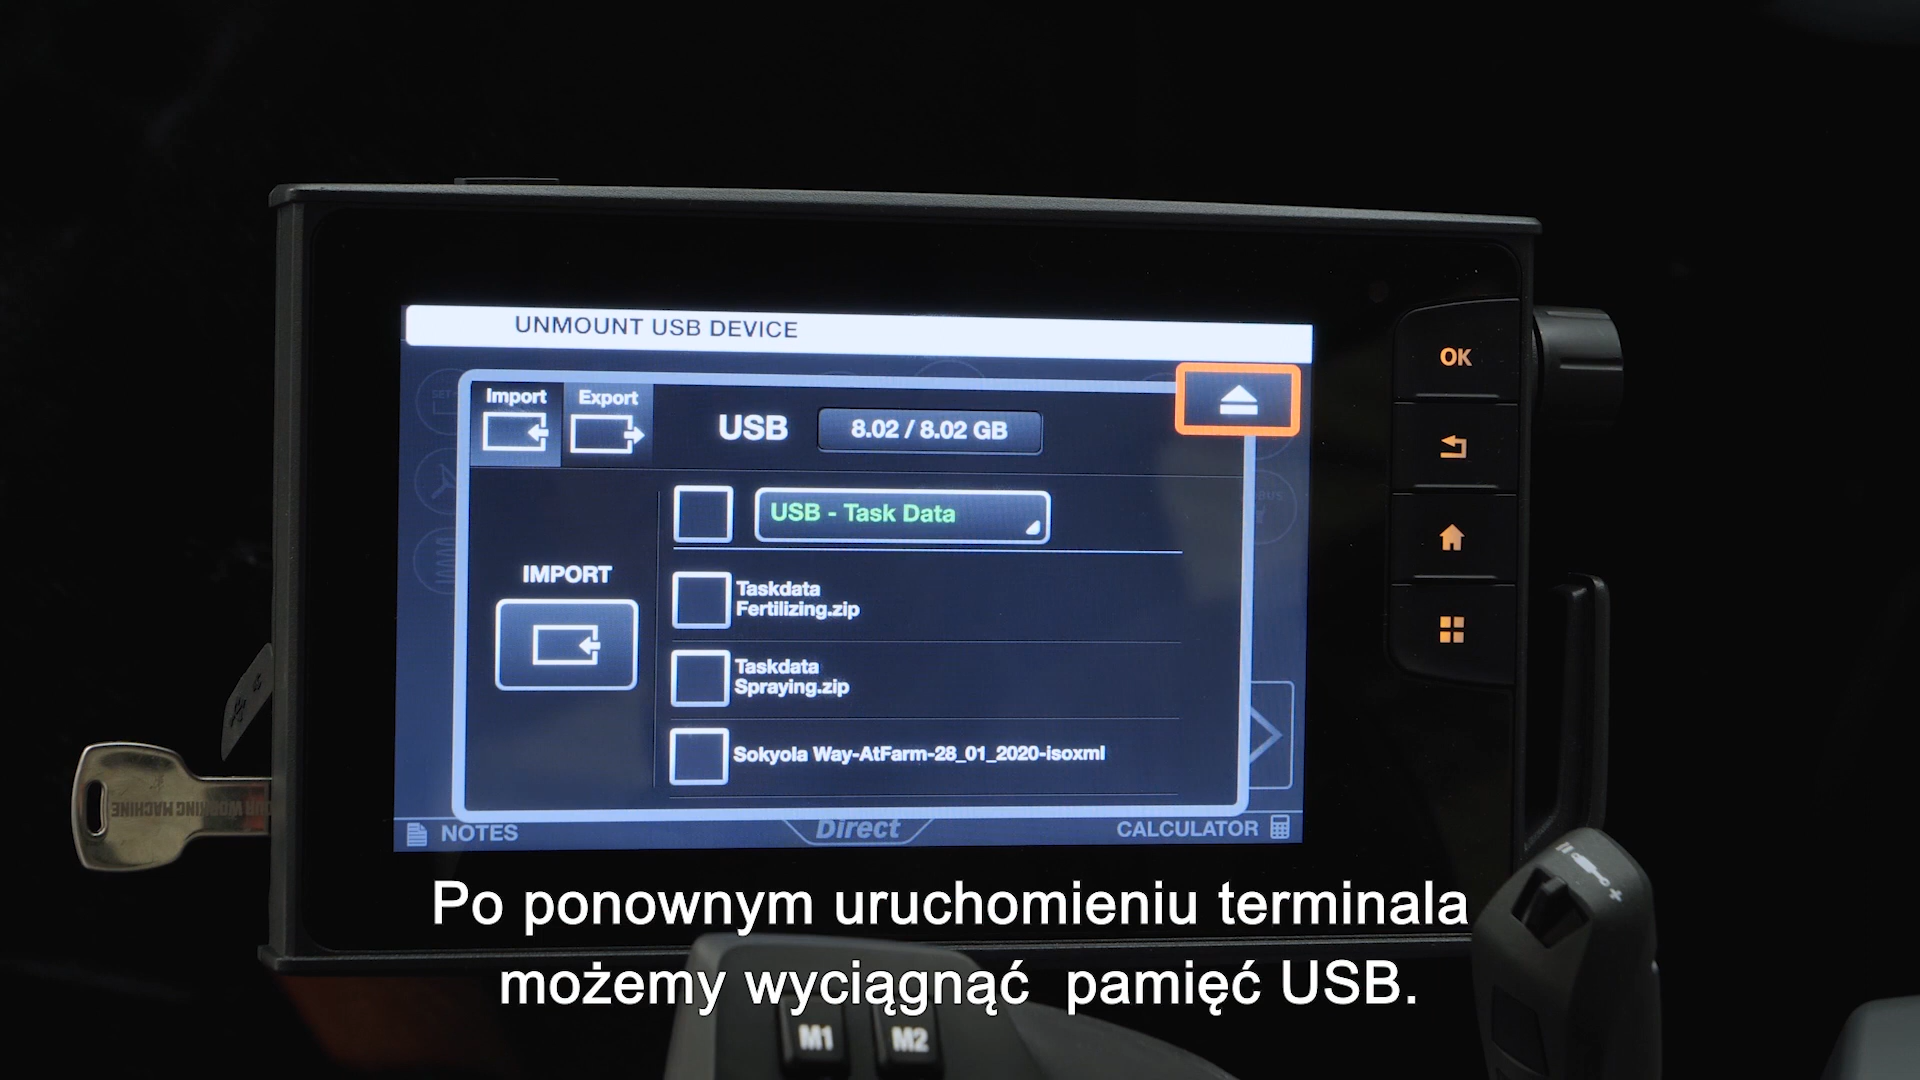 UNMOUNT USB DEVICE
Import
Export
USB
8.02 / 8.02 GB
USB - Task Data
IMPORT
Taskdata
Fertilizing.zip
Taskdata
Spraying.zip
Sokyola Way-AtFarm-28_01_2020-isoxml
NOTES
Direct
CALCULATOR
OK
WORKING MACHINE
Po ponownym uruchomieniu terminala
możemy wyciągnąć pamięć USB.
M1
M2